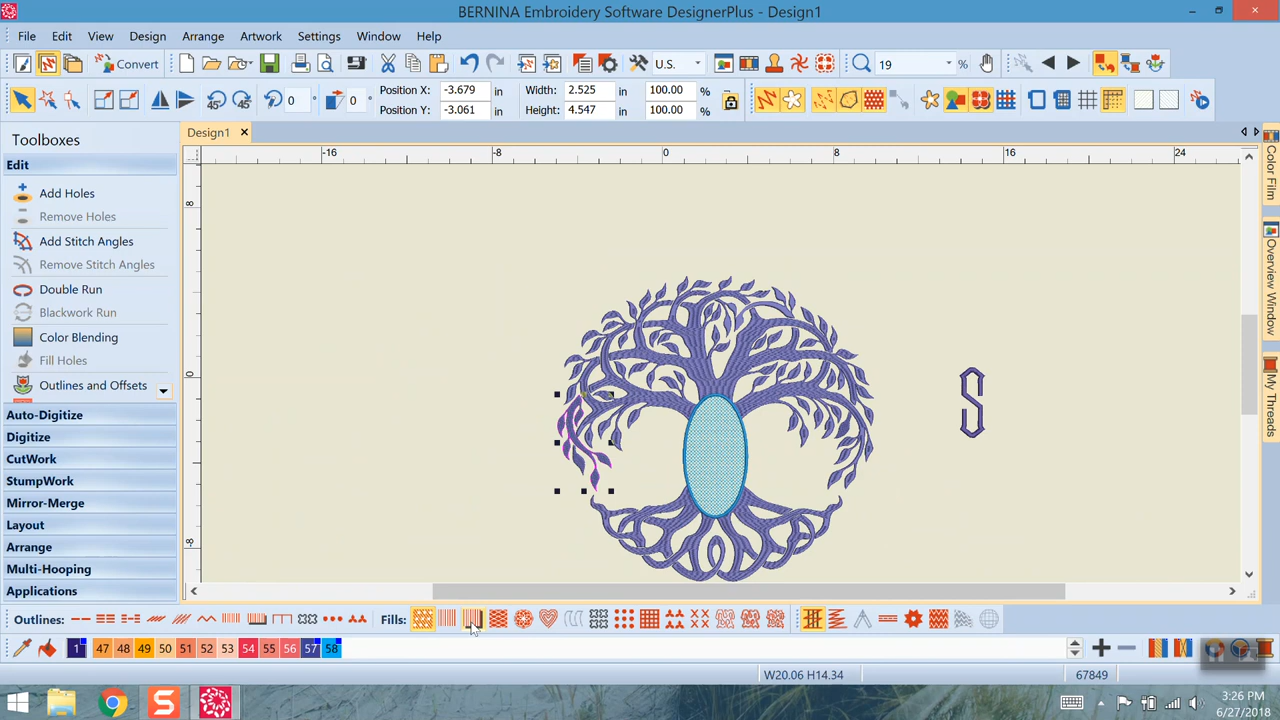 BERNINA Embroidery Software DesignerPlus - Design1
File Edit View Design Arrange Artwork Settings Window Help
Convert U.S. 19
0 0 Position X: -3.679 in Width: 2.525 in 100.00 %
Position Y: -3.061 in Height: 4.547 in 100.00 %
Toolboxes
Design1
Edit
-16 -8 0 8 16 24
8
0
-8
Add Holes
Remove Holes
Add Stitch Angles
Remove Stitch Angles
Double Run
Blackwork Run
Color Blending
Fill Holes
Outlines and Offsets
Auto-Digitize
Digitize
CutWork
PumpWork
Mirror-Merge
Layout
Arrange
Multi-Hooping
Applications
S
Color Film
Overview Window
My Threads
Outlines: Fills:
1 47 48 49 50 51 52 53 54 55 56 57 58
W20.06 H14.34 67849
3:26 PM
6/27/2018